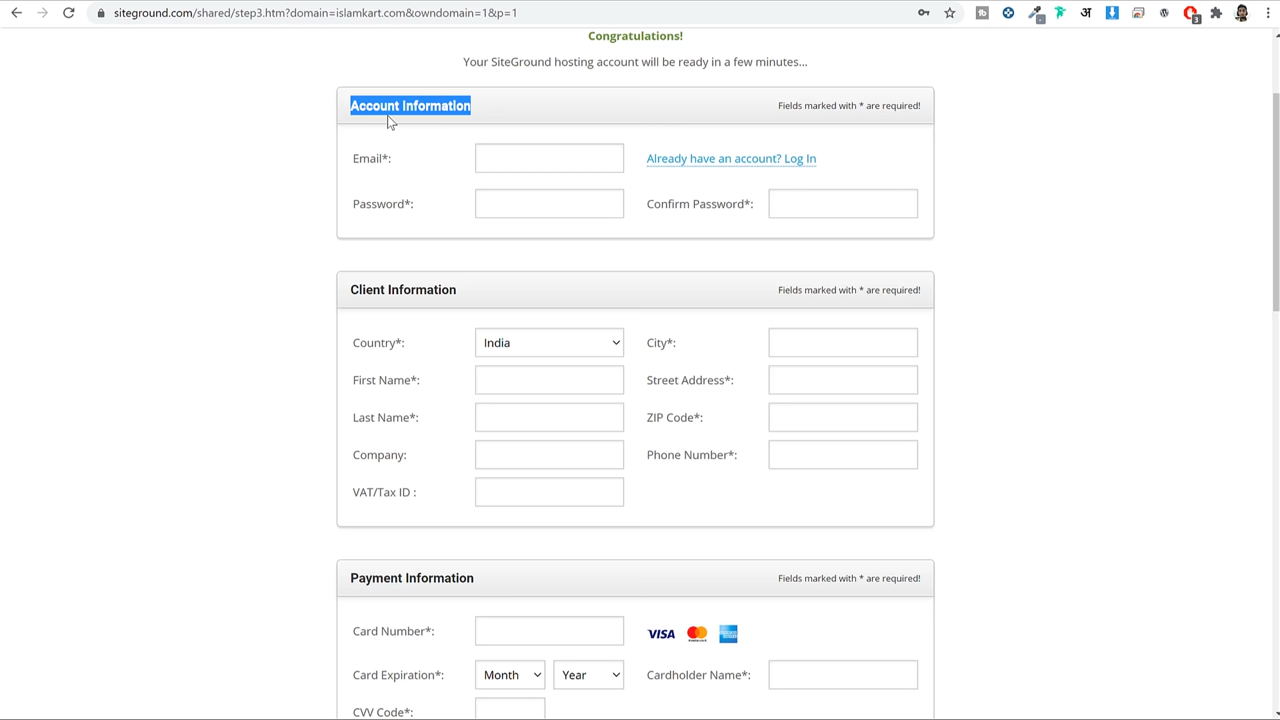 siteground.com/shared/step3.htm?domain=islamkart.com&owndomain=1&p=1
Congratulations!
Your SiteGround hosting account will be ready in a few minutes...
Account Information Fields marked with * are required!
Email*: Already have an account? Log In
Password*: Confirm Password*:
Client Information Fields marked with * are required!
Country*: India City*:
First Name*: Street Address*:
Last Name*: ZIP Code*:
Company: Phone Number*:
VAT/Tax ID :
Payment Information Fields marked with * are required!
Card Number*: VISA
Card Expiration*: Month Year Cardholder Name*:
CVV Code*: